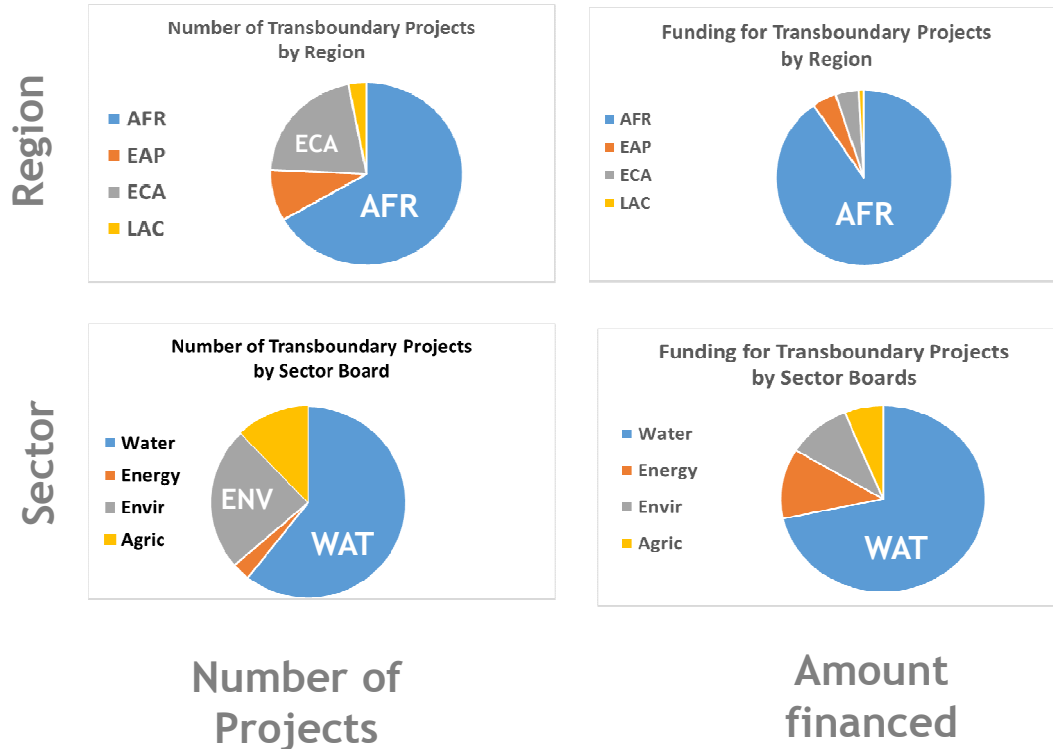 Region
Number of Transboundary Projects
by Region
AFR
EAP
ECA
LAC
ECA
AFR
Funding for Transboundary Projects
by Region
AFR
EAP
ECA
LAC
AFR
Sector
Number of Transboundary Projects
by Sector Board
Water
Energy
Envir
Agric
ENV
WAT
Funding for Transboundary Projects
by Sector Boards
Water
Energy
Envir
Agric
WAT
Number of
Projects
Amount
financed